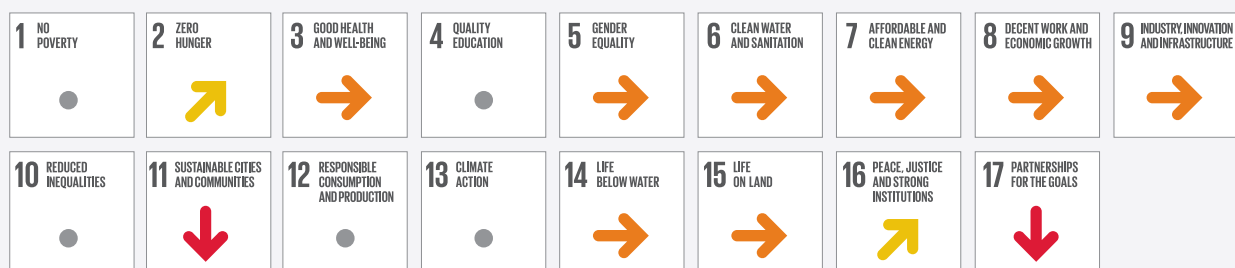 1 NO
POVERTY
2 ZERO
HUNGER
3 GOOD HEALTH
AND WELL-BEING
4 QUALITY
EDUCATION
5 GENDER
EQUALITY
6 CLEAN WATER
AND SANITATION
7 AFFORDABLE AND
CLEAN ENERGY
8 DECENT WORK AND
ECONOMIC GROWTH
9 INDUSTRY, INNOVATION
AND INFRASTRUCTURE
10 REDUCED
INEQUALITIES
11 SUSTAINABLE CITIES
AND COMMUNITIES
12 RESPONSIBLE
CONSUMPTION
AND PRODUCTION
13 CLIMATE
ACTION
14 LIFE
BELOW WATER
15 LIFE
ON LAND
16 PEACE, JUSTICE
AND STRONG
INSTITUTIONS
17 PARTNERSHIPS
FOR THE GOALS